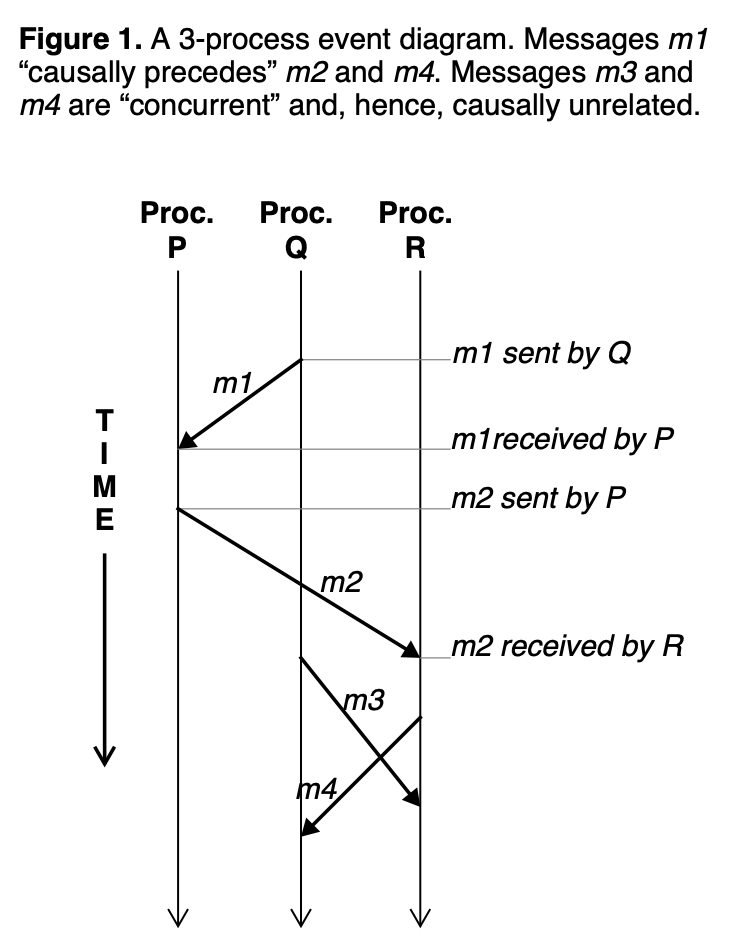 Figure 1. A 3-process event diagram. Messages m1
“causally precedes” m2 and m4. Messages m3 and
m4 are “concurrent” and, hence, causally unrelated.
Proc. P
Proc. Q
Proc. R
m1 sent by Q
m1
m1received by P
TIME
m2 sent by P
m2
m2 received by R
m3
m4